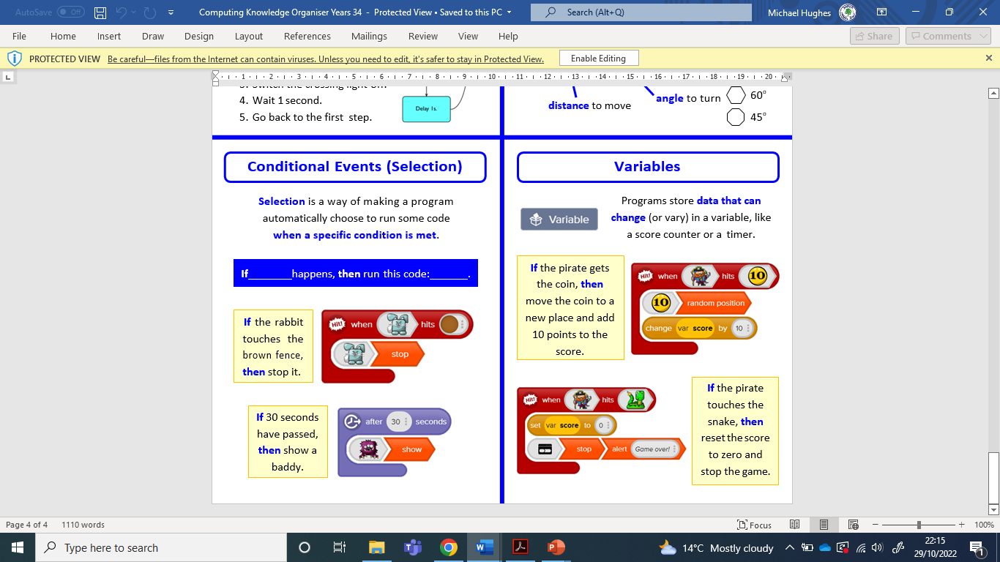 AutoSave Off
Computing Knowledge Organiser Years 34 - Protected View • Saved to this PC
Search (Alt+Q)
Michael Hughes
File Home Insert Draw Design Layout References Mailings Review View Help
Share Comments
PROTECTED VIEW Be careful—files from the Internet can contain viruses. Unless you need to edit, it's safer to stay in Protected View. Enable Editing
1 2 3 4 5 6 7 8 9 10 11 12 13 14 15 16 17 18 19 20
3. Switch the crossing light off.
4. Wait 1 second.
5. Go back to the first step.
Delay 1s.
distance to move
angle to turn
60°
45°
Conditional Events (Selection)
Selection is a way of making a program
automatically choose to run some code
when a specific condition is met.
If_______happens, then run this code:______.
If the rabbit
touches the
brown fence,
then stop it.
Hit! when hits
stop
If 30 seconds
have passed,
then show a
baddy.
after 30 seconds
show
Variables
Variable
Programs store data that can
change (or vary) in a variable, like
a score counter or a timer.
If the pirate gets
the coin, then
move the coin to a
new place and add
10 points to the
score.
Hit! when hits 10
10 random position
change var score by 10
Hit! when hits
set var score to 0
stop alert Game over!
If the pirate
touches the
snake, then
reset the score
to zero and
stop the game.
Page 4 of 4 1110 words
Focus
100%
Type here to search
14°C Mostly cloudy
22:15
29/10/2022
1